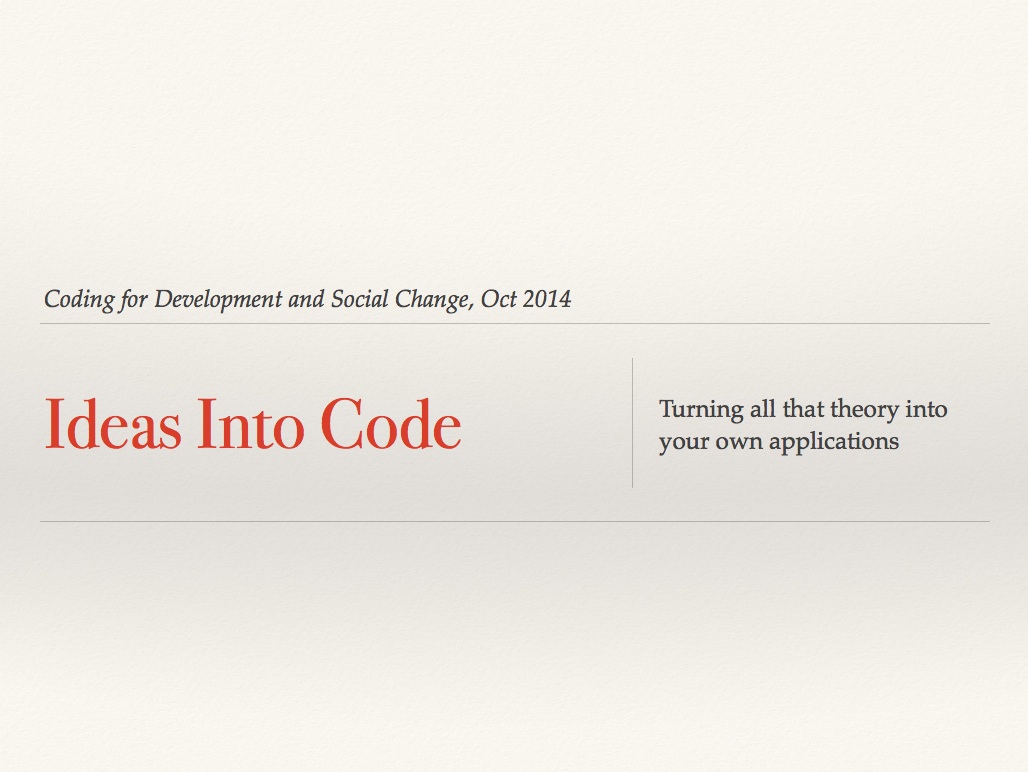 Coding for Development and Social Change, Oct 2014
Ideas Into Code
Turning all that theory into
your own applications